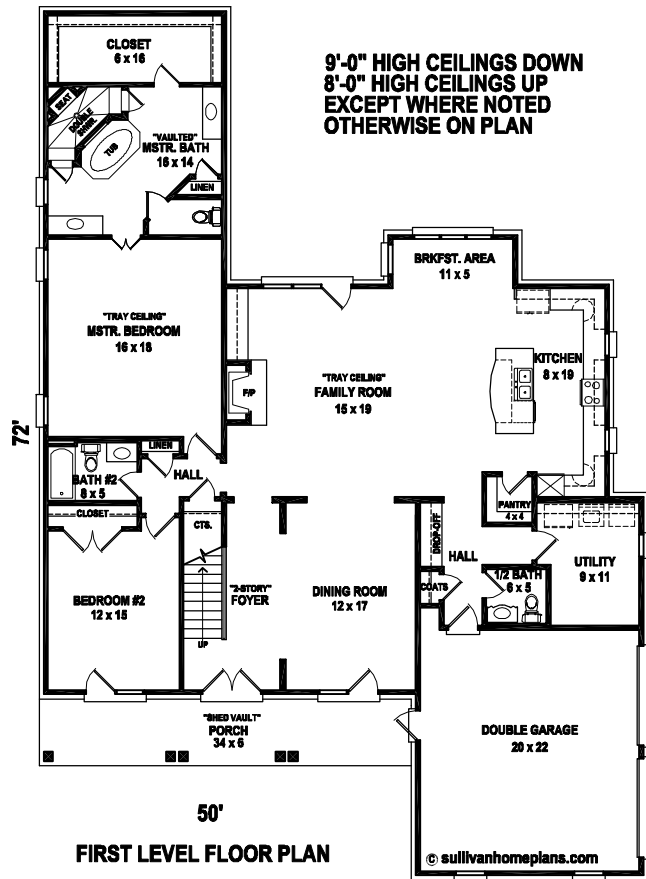 CLOSET
6 x 16
9'-0" HIGH CEILINGS DOWN
8'-0" HIGH CEILINGS UP
EXCEPT WHERE NOTED
OTHERWISE ON PLAN
SEAT
DOUBLE
SHWR.
TUB
"VAULTED"
MSTR. BATH
16 x 14
LINEN
BRKFST. AREA
11 x 5
"TRAY CEILING"
MSTR. BEDROOM
16 x 18
F/P
"TRAY CEILING"
FAMILY ROOM
15 x 19
KITCHEN
8 x 19
72'
LINEN
BATH #2
8 x 5
HALL
CLOSET
CTS.
PANTRY
4 x 4
DROP-OFF
HALL
UTILITY
9 x 11
COATS
1/2 BATH
6 x 5
BEDROOM #2
12 x 15
"2-STORY"
FOYER
DINING ROOM
12 x 17
UP
"SHED VAULT"
PORCH
34 x 6
DOUBLE GARAGE
20 x 22
50'
FIRST LEVEL FLOOR PLAN
© sullivanhomeplans.com